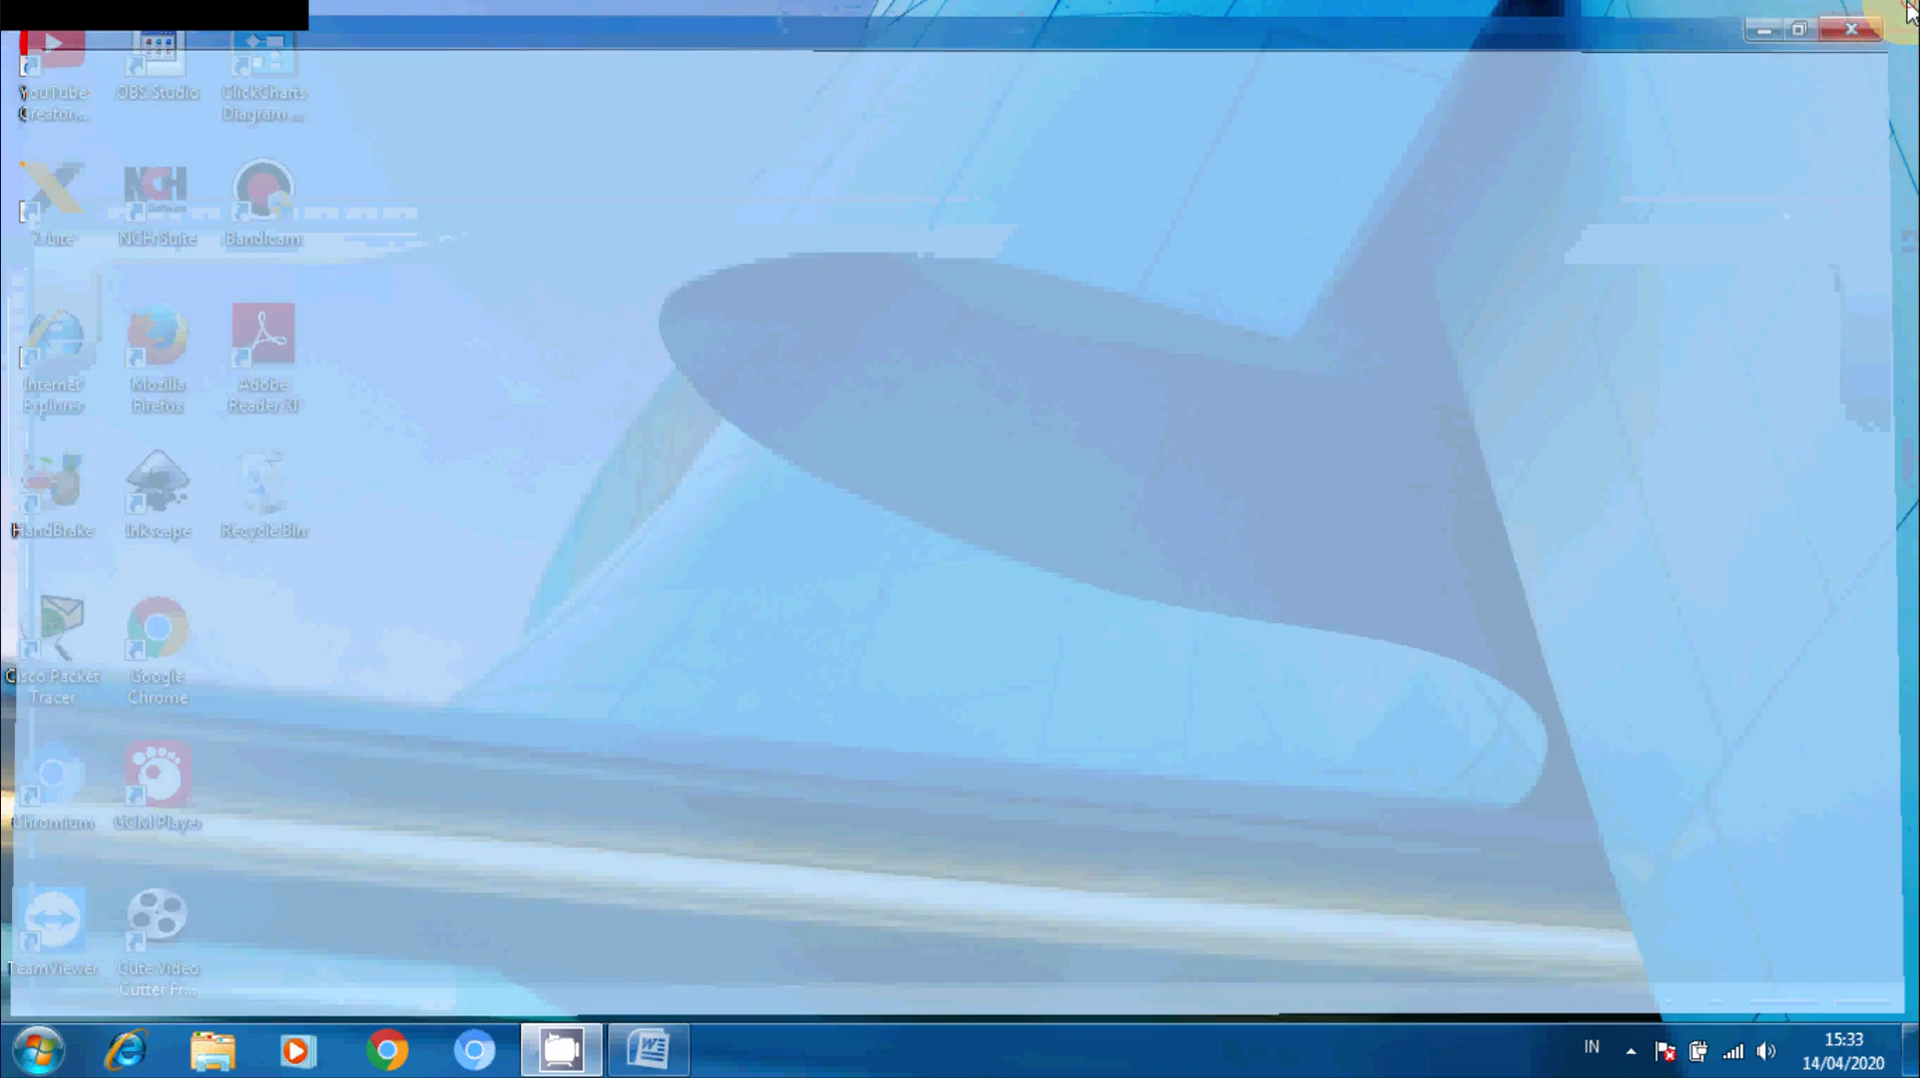 YouTube
Creator...
OBS Studio
ClickCharts
Diagram ...
X-Lite
NCH Suite
Bandicam
Internet
Explorer
Mozilla
Firefox
Adobe
Reader XI
HandBrake
Inkscape
Recycle Bin
Cisco Packet
Tracer
Google
Chrome
Chromium
GOM Player
TeamViewer
Cute Video
Cutter Fr...
IN
15:33
14/04/2020